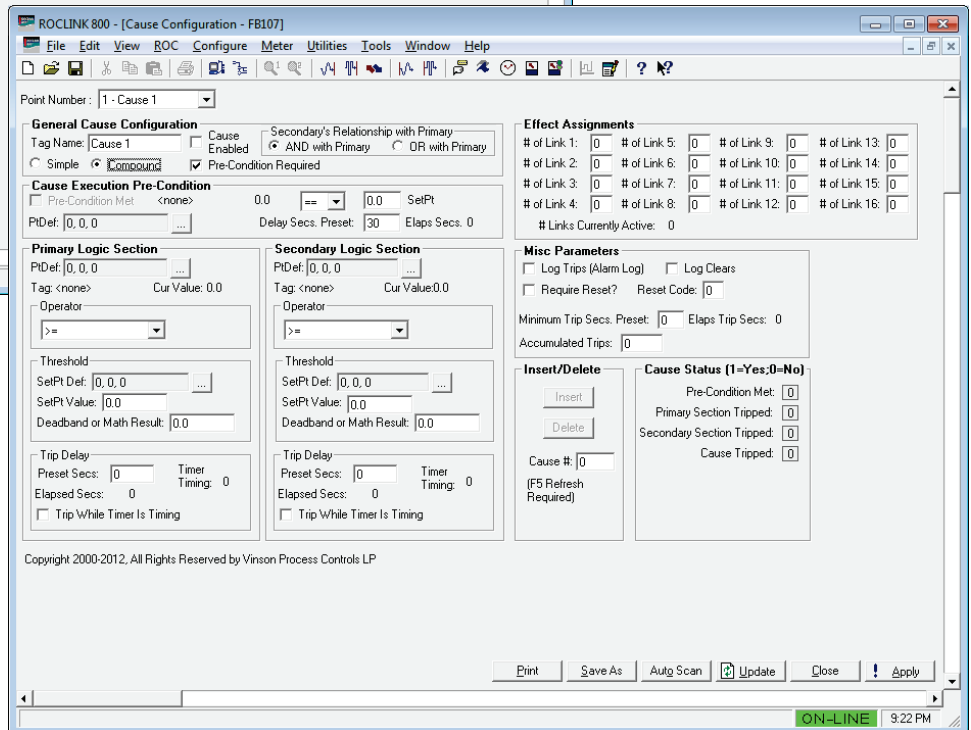 ROCLINK 800 - [Cause Configuration - FB107]
File Edit View ROC Configure Meter Utilities Tools Window Help
Point Number : 1 - Cause 1
General Cause Configuration
Tag Name: Cause 1
Cause Enabled
Secondary's Relationship with Primary
AND with Primary OR with Primary
Simple Compound Pre-Condition Required
Cause Execution Pre-Condition
Pre-Condition Met <none> 0.0 == 0.0 SetPt
PtDef: 0, 0, 0 ... Delay Secs. Preset: 30 Elaps Secs. 0
Primary Logic Section
PtDef: 0, 0, 0 ...
Tag: <none> Cur Value: 0.0
Operator
>=
Threshold
SetPt Def: 0, 0, 0 ...
SetPt Value: 0.0
Deadband or Math Result: 0.0
Trip Delay
Preset Secs: 0 Timer Timing: 0
Elapsed Secs: 0
Trip While Timer Is Timing
Secondary Logic Section
PtDef: 0, 0, 0 ...
Tag: <none> Cur Value:0.0
Operator
>=
Threshold
SetPt Def: 0, 0, 0 ...
SetPt Value: 0.0
Deadband or Math Result: 0.0
Trip Delay
Preset Secs: 0 Timer Timing: 0
Elapsed Secs: 0
Trip While Timer Is Timing
Effect Assignments
# of Link 1: 0 # of Link 5: 0 # of Link 9: 0 # of Link 13: 0
# of Link 2: 0 # of Link 6: 0 # of Link 10: 0 # of Link 14: 0
# of Link 3: 0 # of Link 7: 0 # of Link 11: 0 # of Link 15: 0
# of Link 4: 0 # of Link 8: 0 # of Link 12: 0 # of Link 16: 0
# Links Currently Active: 0
Misc Parameters
Log Trips (Alarm Log) Log Clears
Require Reset? Reset Code: 0
Minimum Trip Secs. Preset: 0 Elaps Trip Secs: 0
Accumulated Trips: 0
Insert/Delete
Insert
Delete
Cause #: 0
(F5 Refresh
Required)
Cause Status (1=Yes;0=No)
Pre-Condition Met: 0
Primary Section Tripped: 0
Secondary Section Tripped: 0
Cause Tripped: 0
Copyright 2000-2012, All Rights Reserved by Vinson Process Controls LP
Print Save As Auto Scan Update Close ! Apply
ON-LINE 9:22 PM